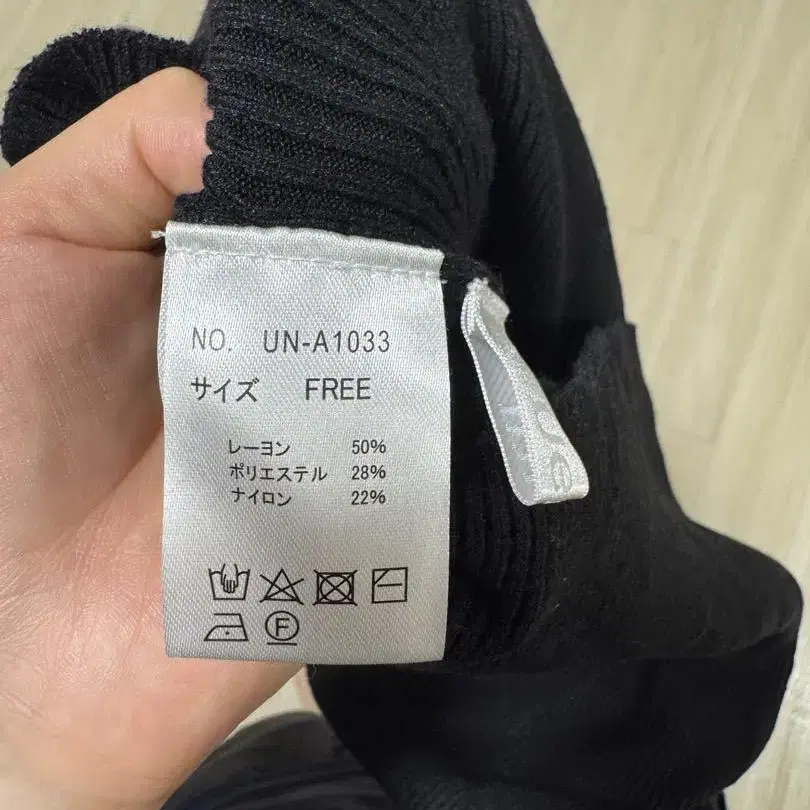 NO. UN-A1033
サイズ FREE
レーヨン 50%
ポリエステル 28%
ナイロン 22%
F